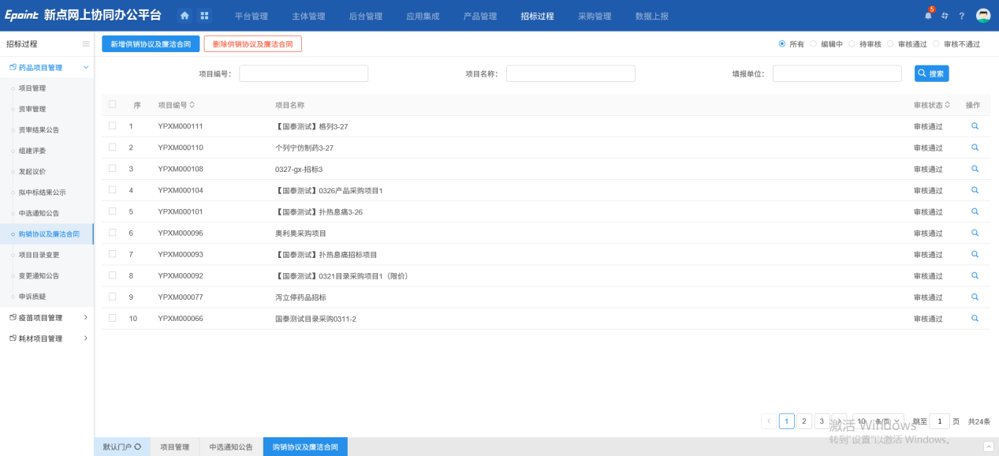 Epoint 新点网上协同办公平台 平台管理 主体管理 后台管理 应用集成 产品管理 招标过程 采购管理 数据上报 5 ?
招标过程
药品项目管理
项目管理
资审管理
资审结果公告
组建评委
发起议价
拟中标结果公示
中选通知公告
购销协议及廉洁合同
项目目录变更
变更通知公告
申诉质疑
疫苗项目管理
耗材项目管理
新增供销协议及廉洁合同 删除供销协议及廉洁合同 所有 编辑中 待审核 审核通过 审核不通过
项目编号: 项目名称: 填报单位: 搜索
序 项目编号 项目名称 审核状态 操作
1 YPXM000111 【国泰测试】格列3-27 审核通过
2 YPXM000110 个列宁仿制药3-27 审核通过
3 YPXM000108 0327-gx-招标3 审核通过
4 YPXM000104 【国泰测试】0326产品采购项目1 审核通过
5 YPXM000101 【国泰测试】扑热息痛3-26 审核通过
6 YPXM000096 奥利奥采购项目 审核通过
7 YPXM000093 【国泰测试】扑热息痛招标项目 审核通过
8 YPXM000092 【国泰测试】0321目录采购项目1（限价） 审核通过
9 YPXM000077 泻立停药品招标 审核通过
10 YPXM000066 国泰测试目录采购0311-2 审核通过
1 2 3 10 条/页 跳至 1 页 共24条
激活 Windows
转到"设置"以激活 Windows。
默认门户 项目管理 中选通知公告 购销协议及廉洁合同